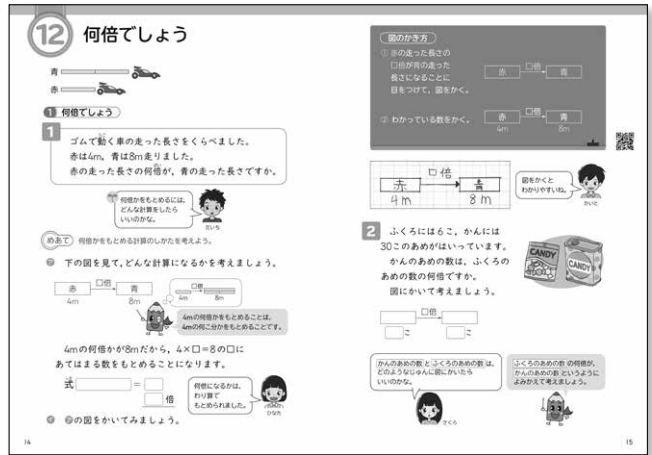 12 何倍でしょう
青
赤
1 何倍でしょう
1
ゴムで動く車の走った長さをくらべました。
赤は4m，青は8m走りました。
赤の走った長さの何倍が，青の走った長さですか。
何倍かをもとめるには，
どんな計算をしたら
いいのかな。
だいち
めあて 何倍かをもとめる計算のしかたを考えよう。
下の図を見て，どんな計算になるかを考えましょう。
赤 □倍 青
4m 8m
□倍
4m 8m
4mの何倍かをもとめることは，
4mの何こ分かをもとめることです。
4mの何倍かが8mだから，4×□＝8の□に
あてはまる数をもとめることになります。
式 ＝
倍
何倍になるかは，
わり算で
もとめられました。
ひなた
の図をかいてみましょう。
14
図のかき方
① 赤の走った長さの
□倍が青の走った
長さになることに
目をつけて，図をかく。
赤 □倍 青
② わかっている数をかく。
赤 □倍 青
4m 8m
□倍
赤 青
4m 8m
図をかくと
わかりやすいね。
かいと
2
ふくろには6こ，かんには
30このあめがはいっています。
かんのあめの数は，ふくろの
あめの数の何倍ですか。
図にかいて考えましょう。
CANDY
CANDY
□倍
こ こ
かんのあめの数 と ふくろのあめの数 は，
どのようなじゅんに図にかいたら
いいのかな。
さくら
ふくろのあめの数 の何倍が，
かんのあめの数 というように
よみかえて考えましょう。
15